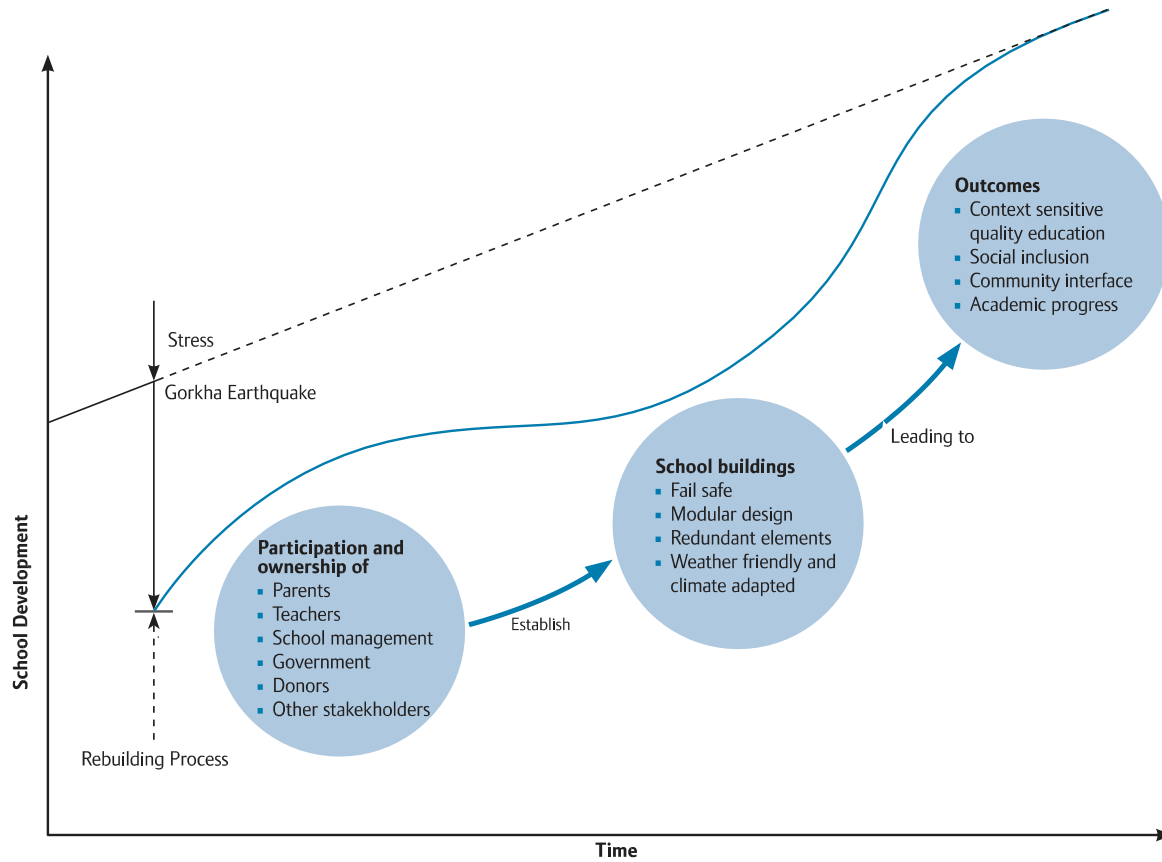 Outcomes
Context sensitive
quality education
Social inclusion
Community interface
Academic progress
Stress
Gorkha Earthquake
Leading to
School buildings
Fail safe
Modular design
Redundant elements
Weather friendly and
climate adapted
Participation and
ownership of
Parents
Teachers
School management
Government
Donors
Other stakekholders
Establish
School Development
Rebuilding Process
Time